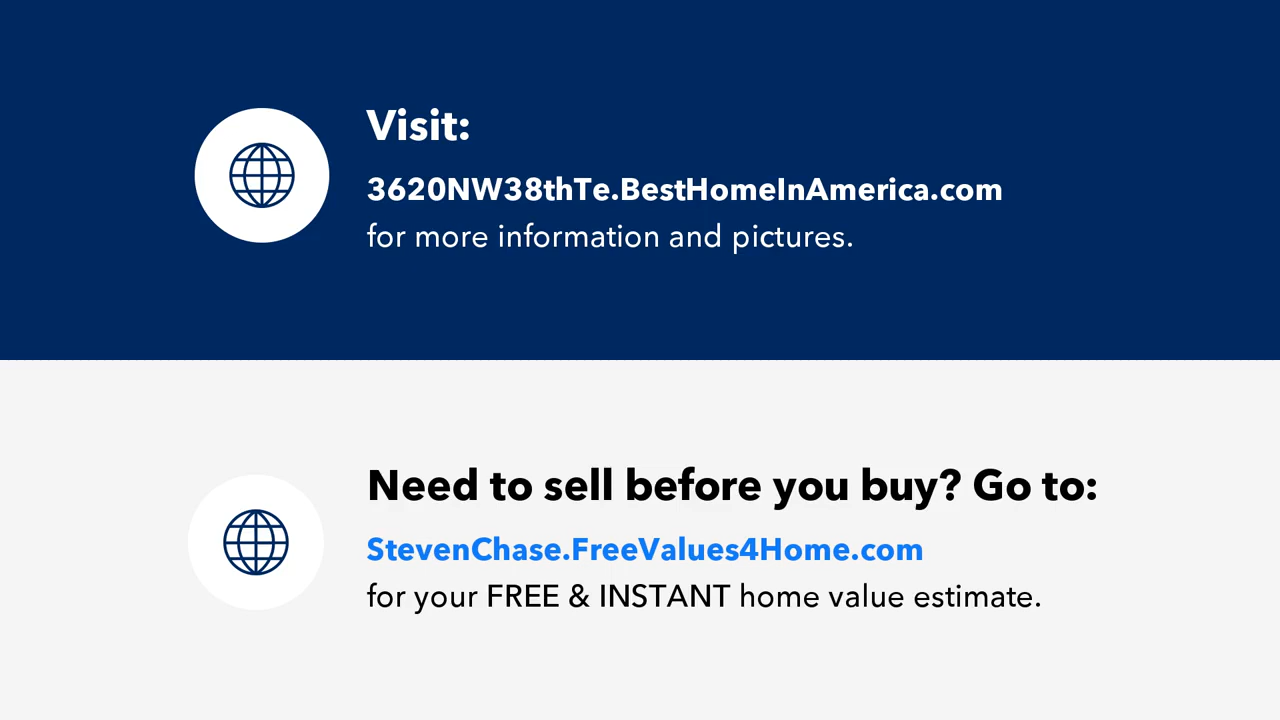 Visit:
3620NW38thTe.BestHomeInAmerica.com
for more information and pictures.
Need to sell before you buy? Go to:
StevenChase.FreeValues4Home.com
for your FREE & INSTANT home value estimate.